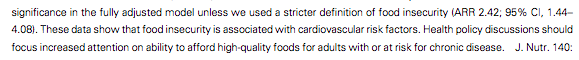 significance in the fully adjusted model unless we used a stricter definition of food insecurity (ARR 2.42; 95% CI, 1.44–
4.08). These data show that food insecurity is associated with cardiovascular risk factors. Health policy discussions should
focus increased attention on ability to afford high-quality foods for adults with or at risk for chronic disease. J. Nutr. 140: